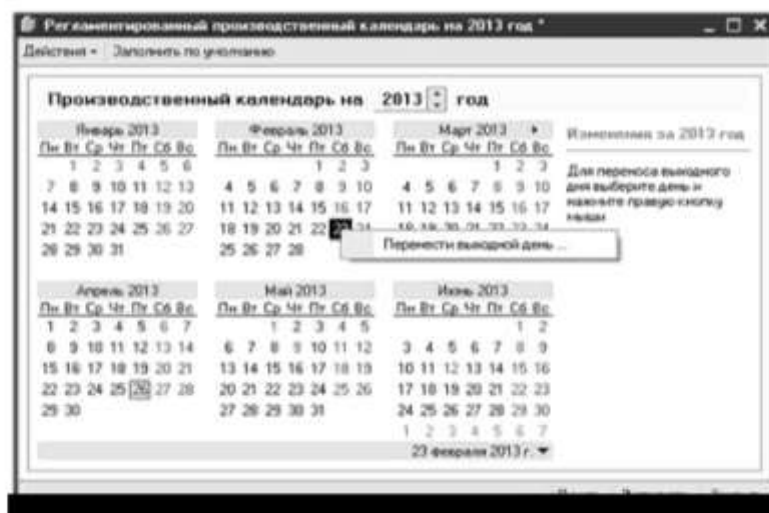 Регламентированный производственный календарь на 2013 год *
Действия Заполнить по умолчанию
Производственный календарь на 2013 год
Январь 2013 Февраль 2013 Март 2013
Изменения за 2013 год
Пн Вт Ср Чт Пт Сб Вс Пн Вт Ср Чт Пт Сб Вс Пн Вт Ср Чт Пт Сб Вс
1 2 3 4 5 6 1 2 3 1 2 3
Для переноса выходного
7 8 9 10 11 12 13 4 5 6 7 8 9 10 4 5 6 7 8 9 10
дня выберите день и
14 15 16 17 18 19 20 11 12 13 14 15 16 17 11 12 13 14 15 16 17
нажмите правую кнопку
мыши
21 22 23 24 25 26 27 18 19 20 21 22 23 24 18 19 20 21 22 23 24
Перенести выходной день ...
28 29 30 31 25 26 27 28
Апрель 2013 Май 2013 Июнь 2013
Пн Вт Ср Чт Пт Сб Вс Пн Вт Ср Чт Пт Сб Вс Пн Вт Ср Чт Пт Сб Вс
1 2 3 4 5 6 7 1 2 3 4 5 1 2
8 9 10 11 12 13 14 6 7 8 9 10 11 12 3 4 5 6 7 8 9
15 16 17 18 19 20 21 13 14 15 16 17 18 19 10 11 12 13 14 15 16
22 23 24 25 26 27 28 20 21 22 23 24 25 26 17 18 19 20 21 22 23
29 30 27 28 29 30 31 24 25 26 27 28 29 30
1 2 3 4 5 6 7
23 февраля 2013 г.